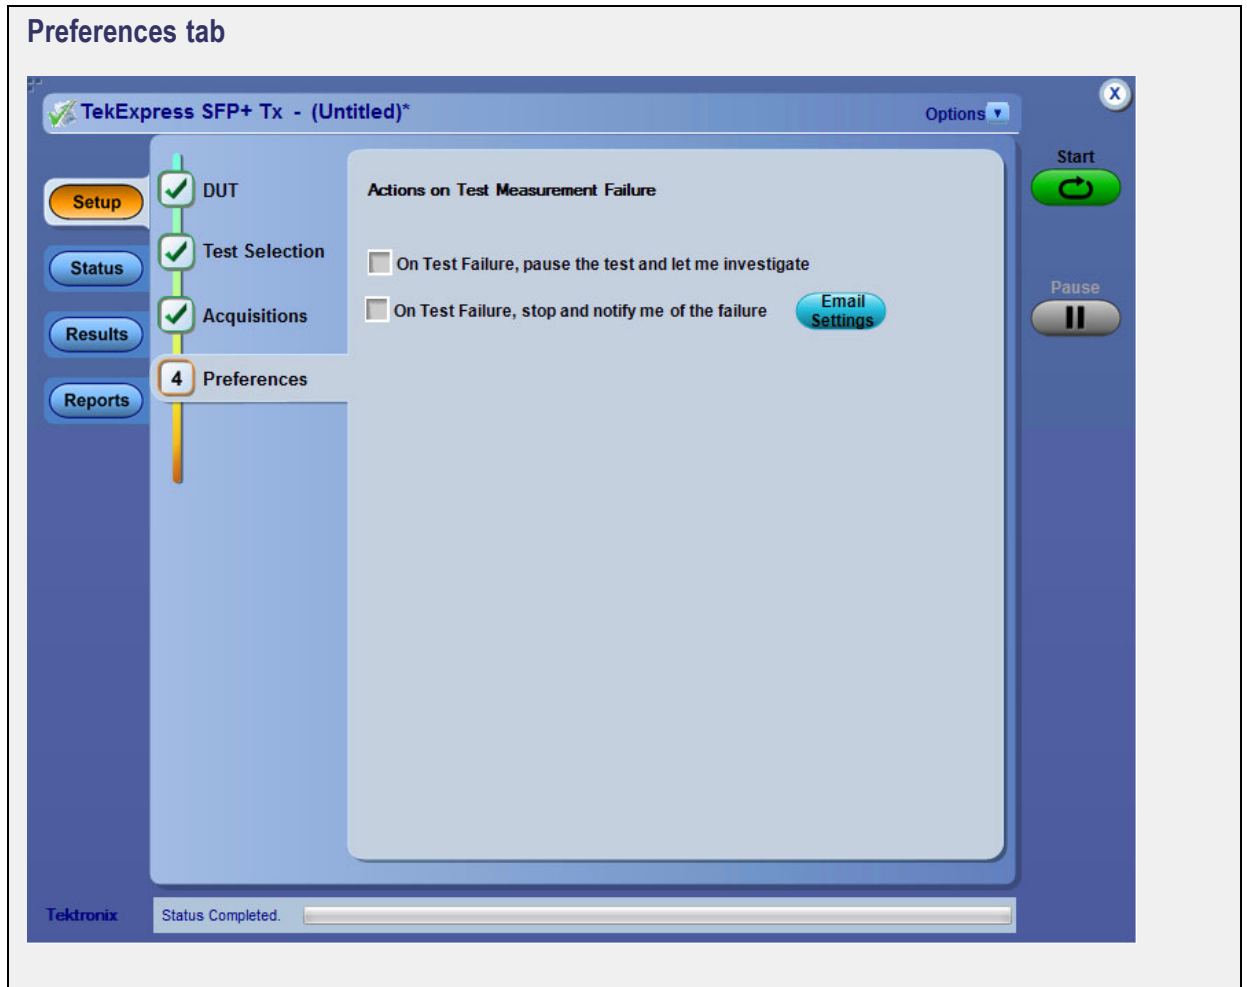 Preferences tab
TekExpress SFP+ Tx - (Untitled)*
Options
X
Setup
Status
Results
Reports
DUT
Test Selection
Acquisitions
4 Preferences
Actions on Test Measurement Failure
On Test Failure, pause the test and let me investigate
On Test Failure, stop and notify me of the failure
Email
Settings
Start
Pause
Tektronix
Status Completed.